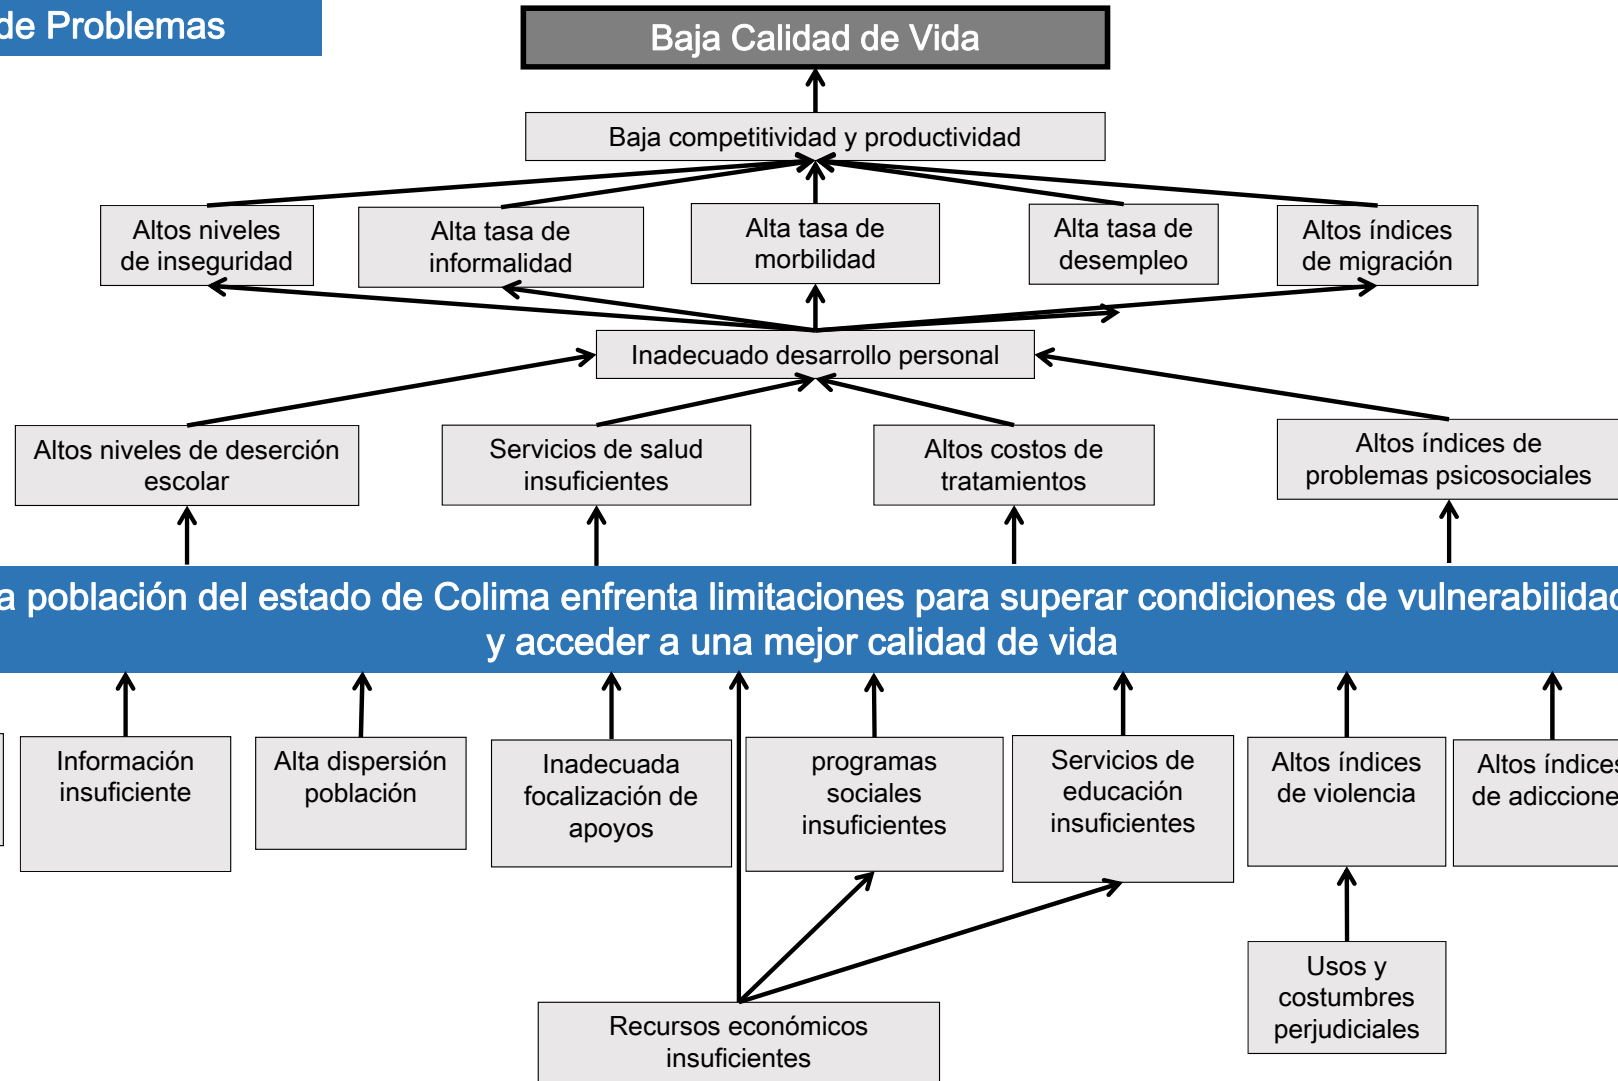 de Problemas
Baja Calidad de Vida
Baja competitividad y productividad
Altos niveles
de inseguridad
Alta tasa de
informalidad
Alta tasa de
morbilidad
Alta tasa de
desempleo
Altos índices
de migración
Inadecuado desarrollo personal
Altos niveles de deserción
escolar
Servicios de salud
insuficientes
Altos costos de
tratamientos
Altos índices de
problemas psicosociales
a población del estado de Colima enfrenta limitaciones para superar condiciones de vulnerabilidad
y acceder a una mejor calidad de vida
Información
insuficiente
Alta dispersión
población
Inadecuada
focalización de
apoyos
programas
sociales
insuficientes
Servicios de
educación
insuficientes
Altos índices
de violencia
Altos índices
de adiccione
Usos y
costumbres
perjudiciales
Recursos económicos
insuficientes